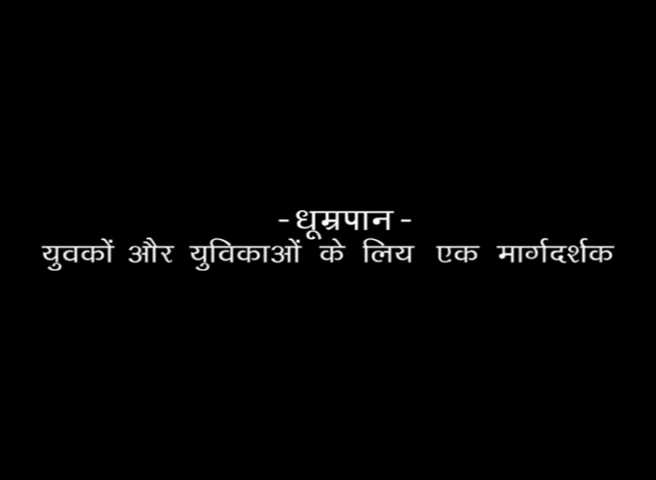 -धूम्रपान-
युवकों और युविकाओं के लिय एक मार्गदर्शक